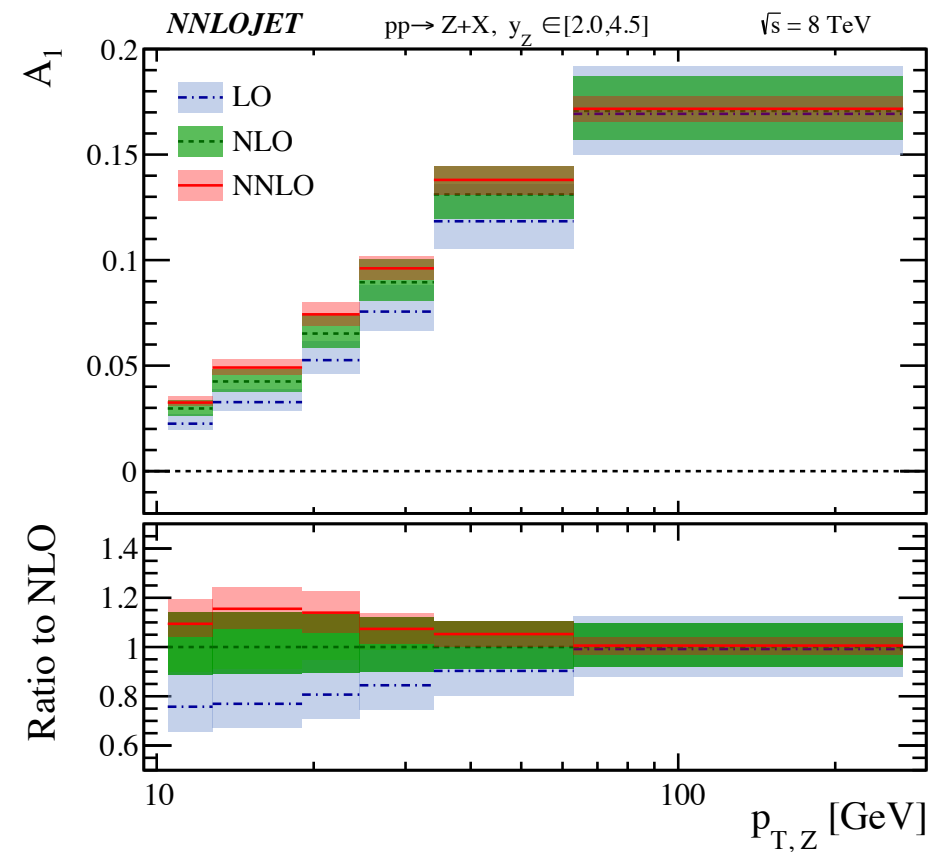 NNLOJET pp→ Z+X, y_Z ∈[2.0,4.5] √s = 8 TeV
A_1
0.2
LO
NLO
0.15
NNLO
0.1
0.05
0
Ratio to NLO
1.4
1.2
1
0.8
0.6
10 100
p_T, Z [GeV]